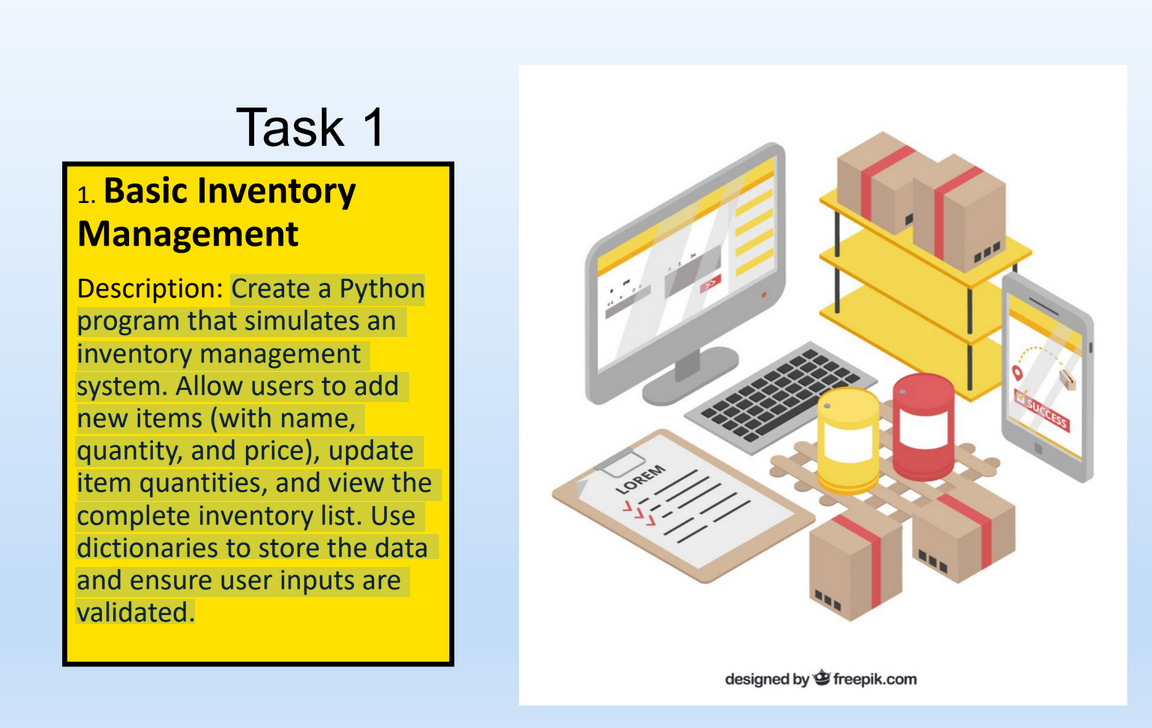 Task 1
1. Basic Inventory
Management
Description: Create a Python
program that simulates an
inventory management
system. Allow users to add
new items (with name,
quantity, and price), update
item quantities, and view the
complete inventory list. Use
dictionaries to store the data
and ensure user inputs are
validated.
LOREM
SUCCESS
designed by freepik.com